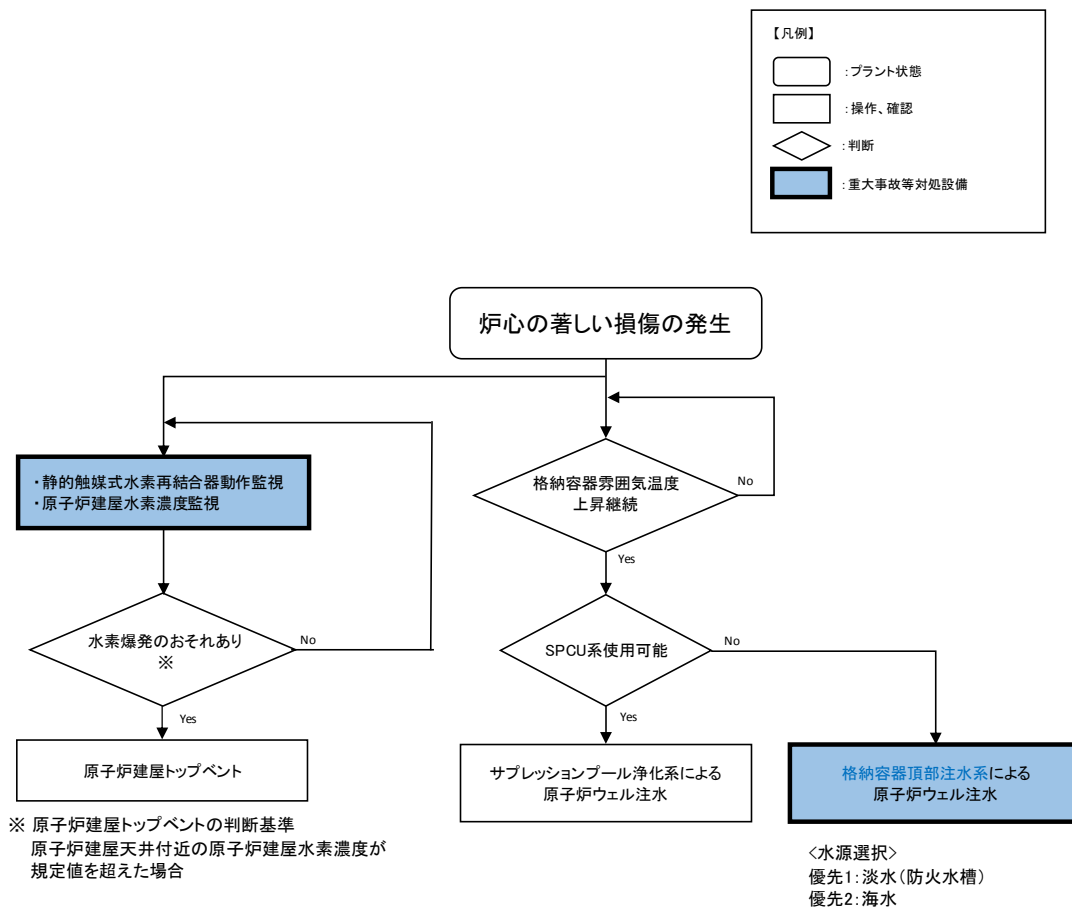 【凡例】
：プラント状態
：操作、確認
：判断
：重大事故等対処設備
炉心の著しい損傷の発生
・静的触媒式水素再結合器動作監視
・原子炉建屋水素濃度監視
格納容器雰囲気温度
上昇継続
No
Yes
水素爆発のおそれあり
※
No
Yes
SPCU系使用可能
No
Yes
原子炉建屋トップベント
サプレッションプール浄化系による
原子炉ウェル注水
格納容器頂部注水系による
原子炉ウェル注水
※ 原子炉建屋トップベントの判断基準
原子炉建屋天井付近の原子炉建屋水素濃度が
規定値を超えた場合
〈水源選択〉
優先1：淡水（防火水槽）
優先2：海水